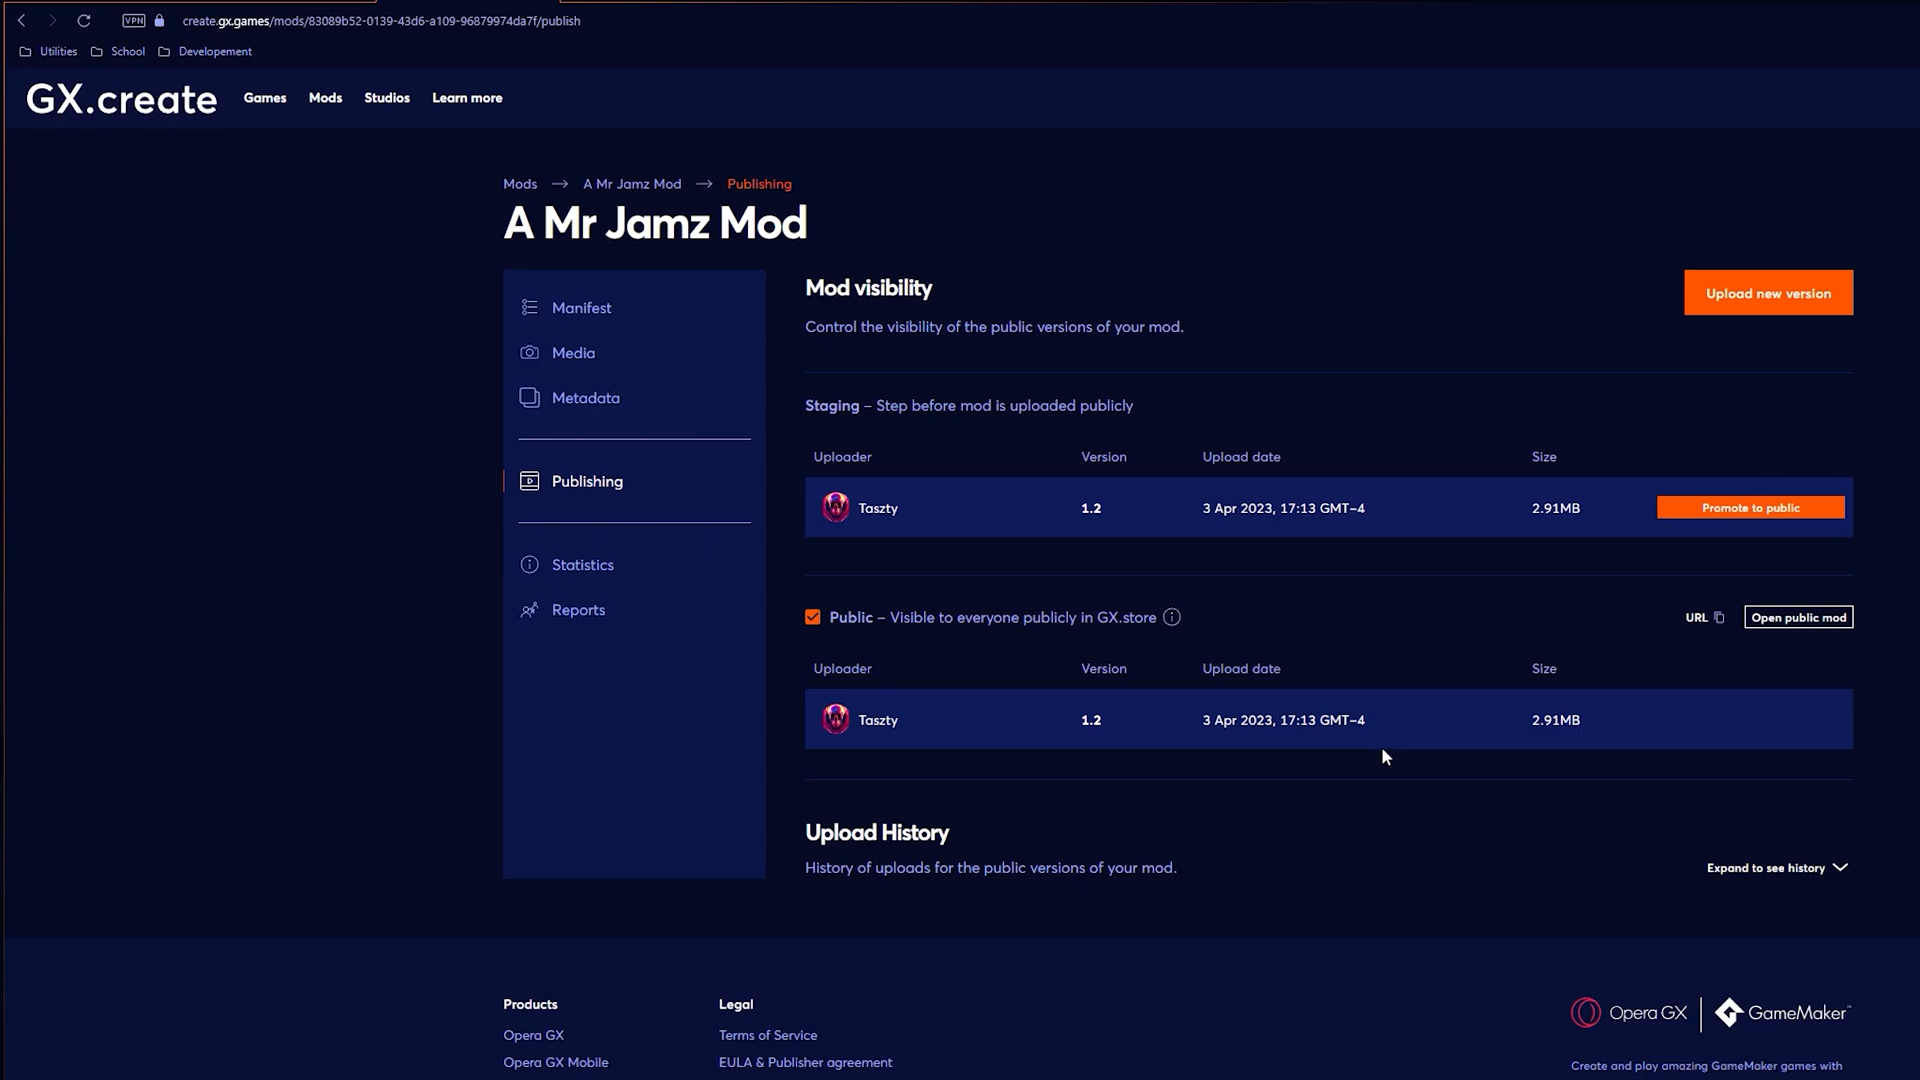 VPN create.gx.games/mods/83089b52-0139-43d6-a109-96879974da7f/publish
Utilities School Developement
GX.create Games Mods Studios Learn more
Mods → A Mr Jamz Mod → Publishing
A Mr Jamz Mod
Manifest
Media
Metadata
Publishing
Statistics
Reports
Mod visibility
Upload new version
Control the visibility of the public versions of your mod.
Staging – Step before mod is uploaded publicly
Uploader Version Upload date Size
Taszty 1.2 3 Apr 2023, 17:13 GMT-4 2.91MB Promote to public
Public – Visible to everyone publicly in GX.store URL Open public mod
Uploader Version Upload date Size
Taszty 1.2 3 Apr 2023, 17:13 GMT-4 2.91MB
Upload History
History of uploads for the public versions of your mod. Expand to see history
Products
Opera GX
Opera GX Mobile
Legal
Terms of Service
EULA & Publisher agreement
Opera GX GameMaker™
Create and play amazing GameMaker games with